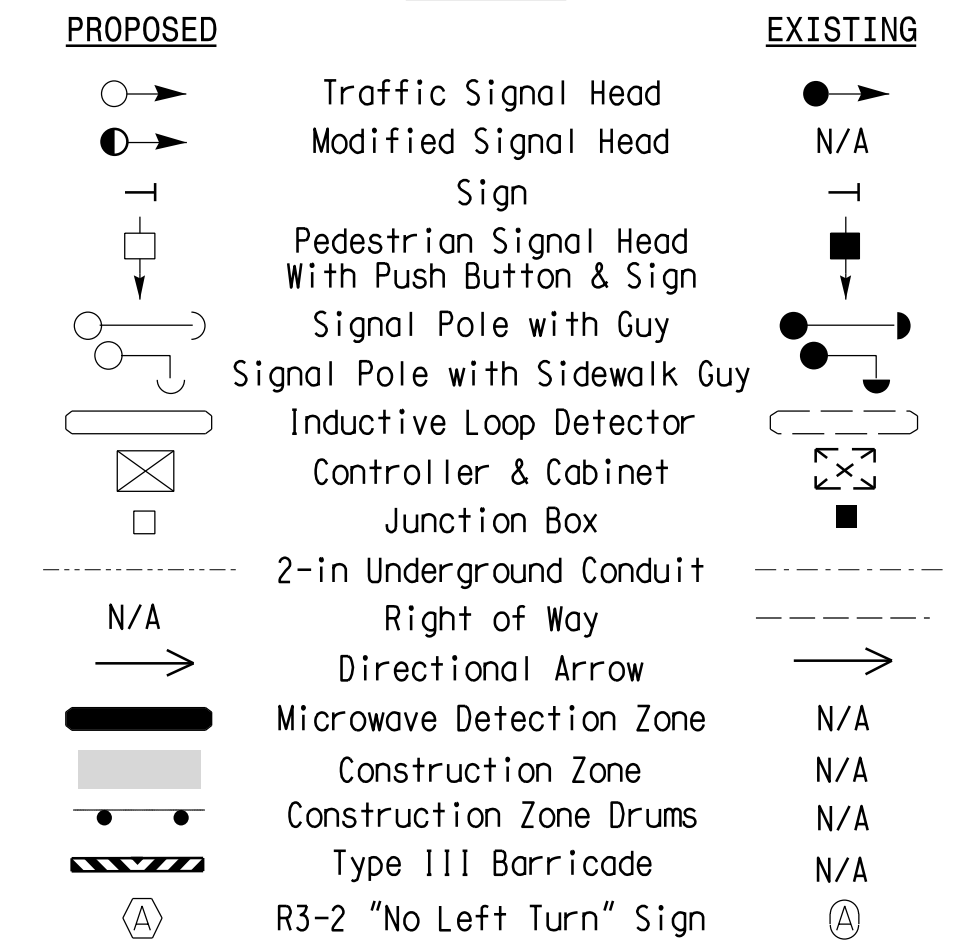 PROPOSED EXISTING
Traffic Signal Head
Modified Signal Head N/A
Sign
Pedestrian Signal Head
With Push Button & Sign
Signal Pole with Guy
Signal Pole with Sidewalk Guy
Inductive Loop Detector
Controller & Cabinet
Junction Box
2-in Underground Conduit
N/A Right of Way
Directional Arrow
Microwave Detection Zone N/A
Construction Zone N/A
Construction Zone Drums N/A
Type III Barricade N/A
A R3-2 "No Left Turn" Sign A